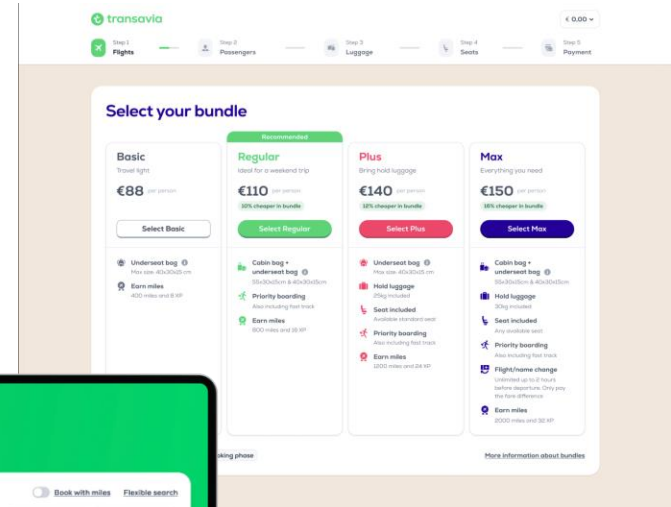 transavia
€ 0,00
Step 1
Flights
Step 2
Passengers
Step 3
Luggage
Step 4
Seats
Step 5
Payment
Select your bundle
Recommended
Basic
Travel light
€88 per person
Select Basic
Underseat bag
Max size 40x30x15 cm
Earn miles
400 miles and 8 XP
Regular
Ideal for a weekend trip
€110 per person
10% cheaper in bundle
Select Regular
Cabin bag +
underseat bag
55x30x15cm & 40x30x15cm
Priority boarding
Also including fast track
Earn miles
800 miles and
Plus
Bring hold luggage
€140 per person
12% cheaper in bundle
Select Plus
Underseat bag
Max size 40x30x15 cm
Hold luggage
25kg included
Seat included
Available standard seat
Priority boarding
Also including fast track
Earn miles
1200 miles and 24 XP
Max
Everything you need
€150 per person
16% cheaper in bundle
Select Max
Cabin bag +
underseat bag
55x30x15cm & 40x30x15cm
Hold luggage
30kg included
Seat included
Any available seat
Priority boarding
Also including fast track
Flight/name change
Unlimited up to 2 hours
before departure. Only pay
the fare difference
Earn miles
2000 miles and 32 XP
king phase
More information about bundles
Book with miles
Flexible search